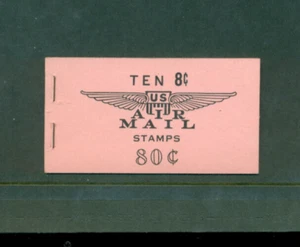 TEN 8¢
US
AIR
MAIL
STAMPS
80¢